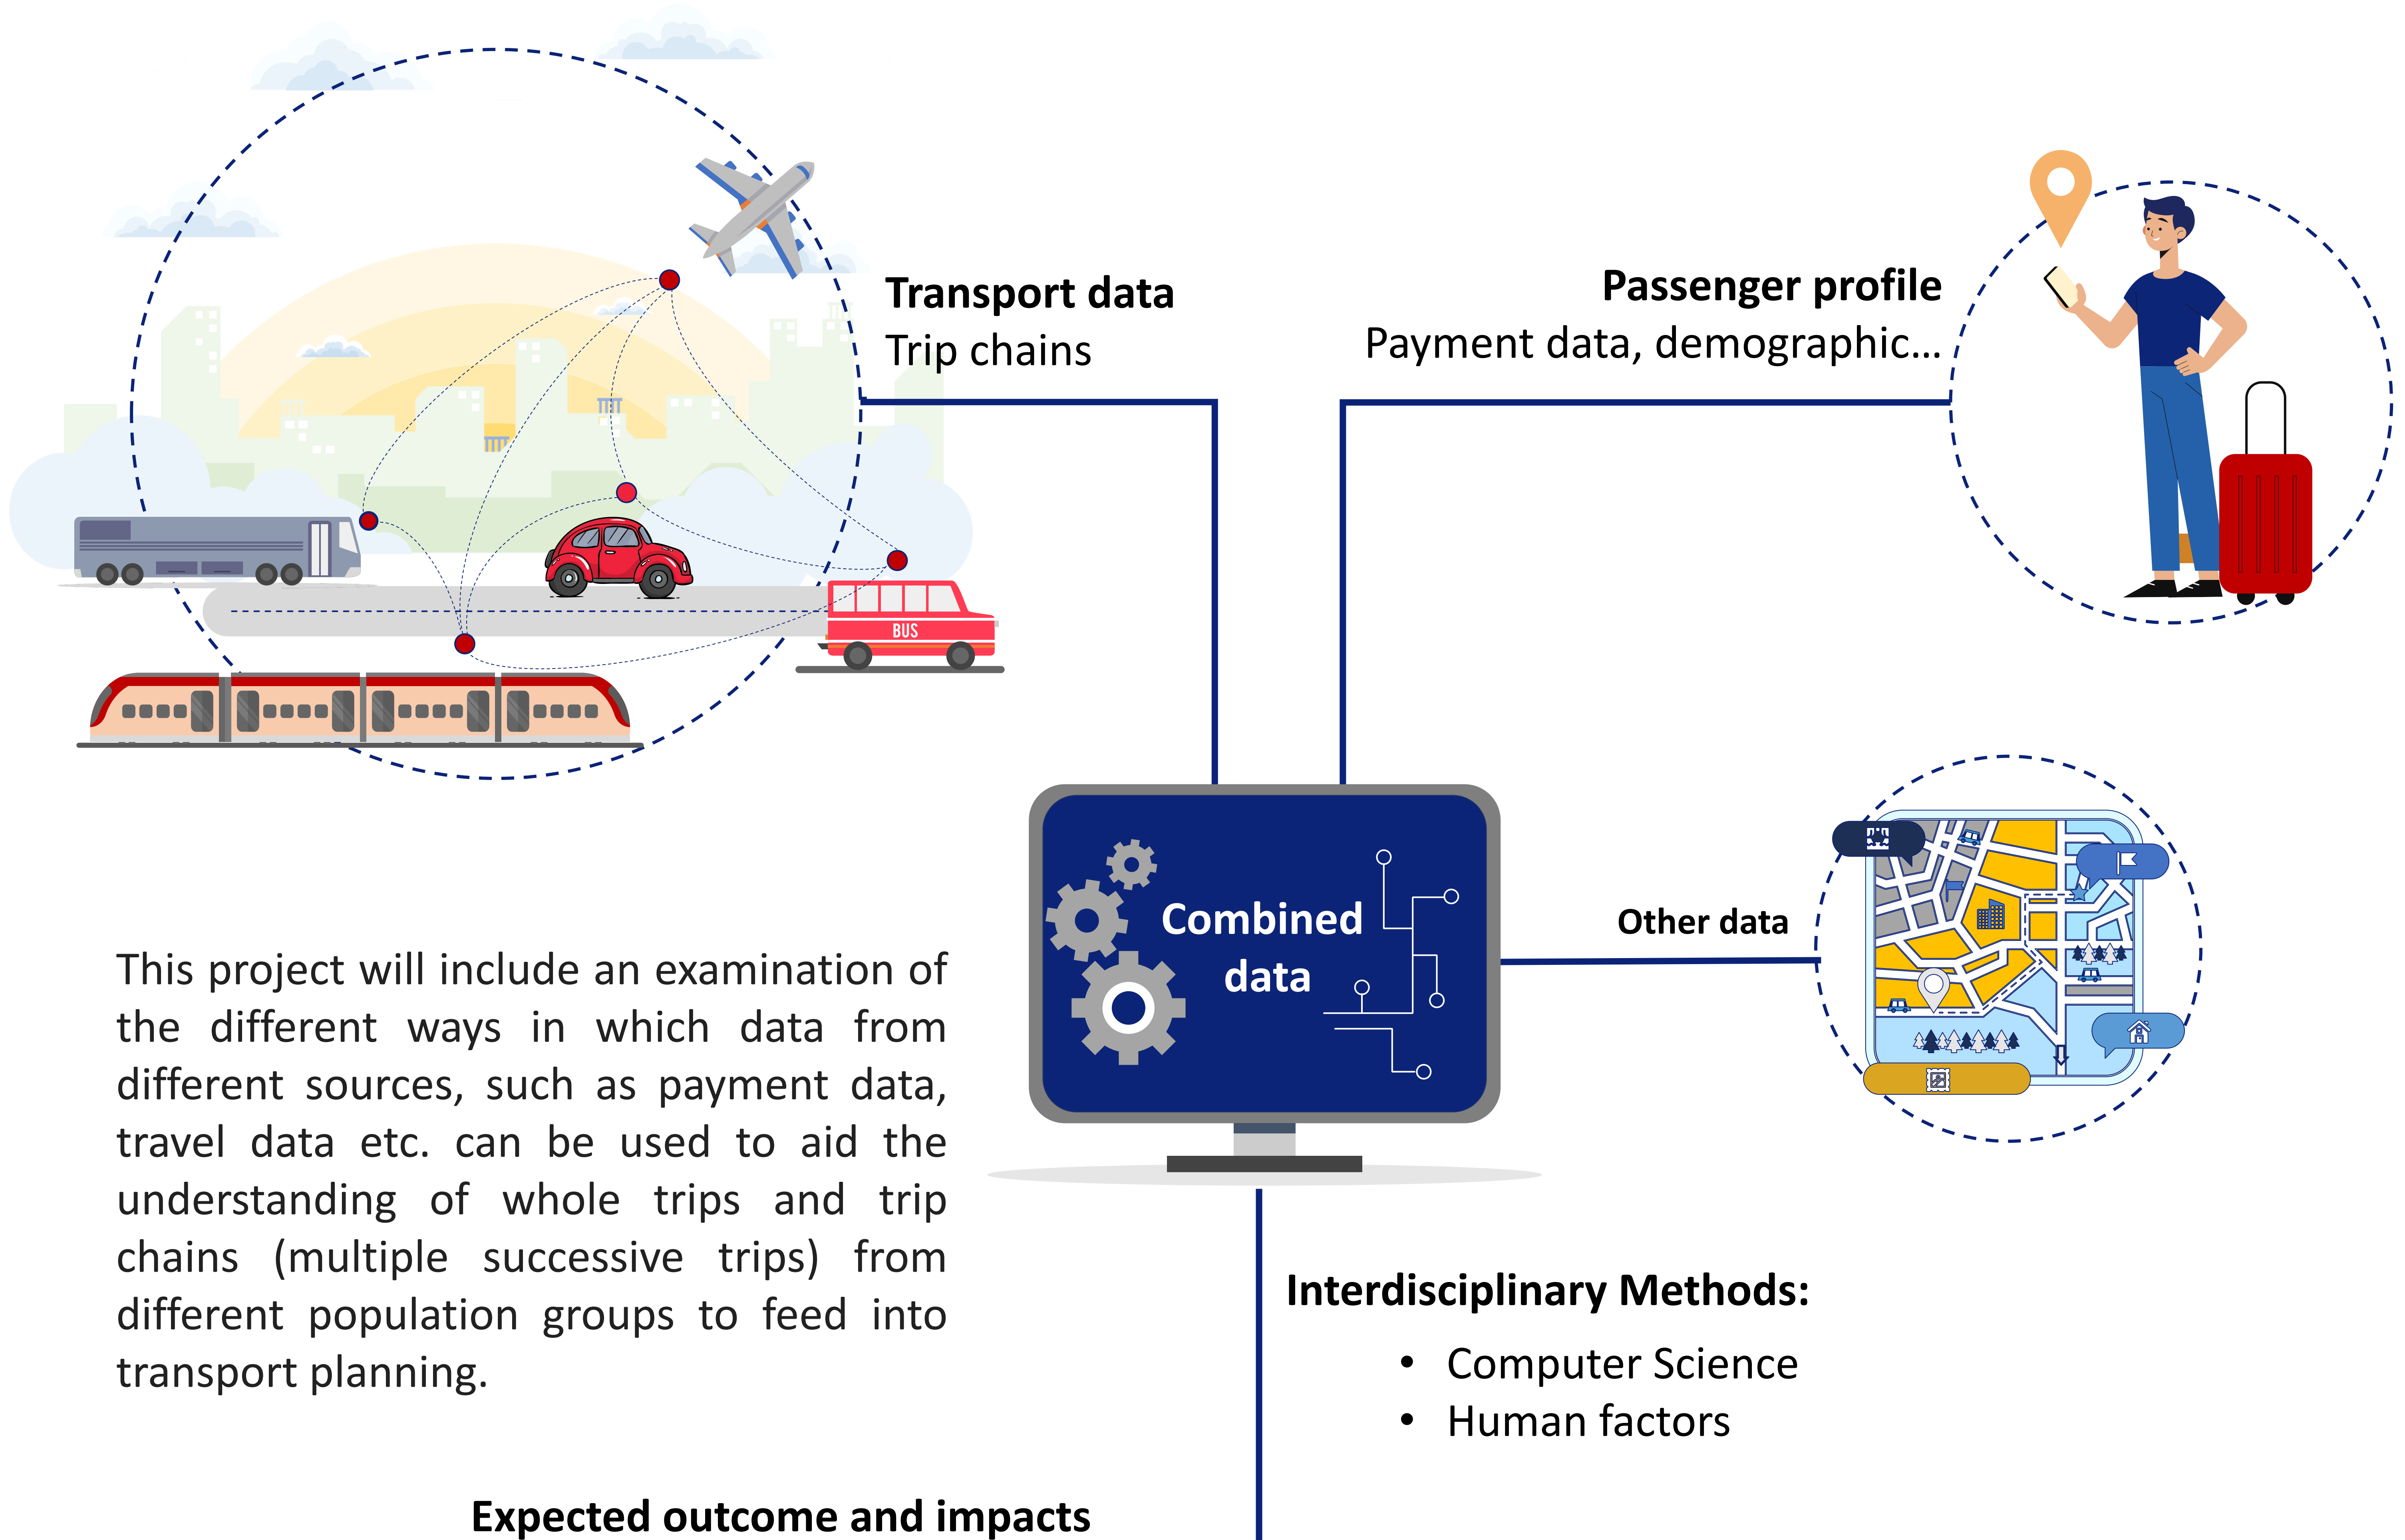 Transport data
Trip chains
Passenger profile
Payment data, demographic...
BUS
Combined
data
Other data
This project will include an examination of
the different ways in which data from
different sources, such as payment data,
travel data etc. can be used to aid the
understanding of whole trips and trip
chains (multiple successive trips) from
different population groups to feed into
transport planning.
Interdisciplinary Methods:
• Computer Science
• Human factors
Expected outcome and impacts